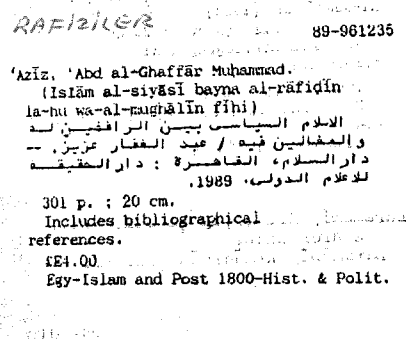 RAFIZILER
89-961235
ʻAzīz, ʻAbd al-Ghaffār Muḥammad.
(Islām al-siyāsī bayna al-rāfiḍīn
la-hu wa-al-mughālīn fīhi)
الاسلام السياسى بين الرافضين له
والمغالين فيه / عبد الغفار عزيز. --
دار السلام، القاهرة : دار الحقيقة
للاعلام الدولى، 1989.
301 p. ; 20 cm.
Includes bibliographical
references.
£E4.00
Egy-Islam and Post 1800-Hist. & Polit.